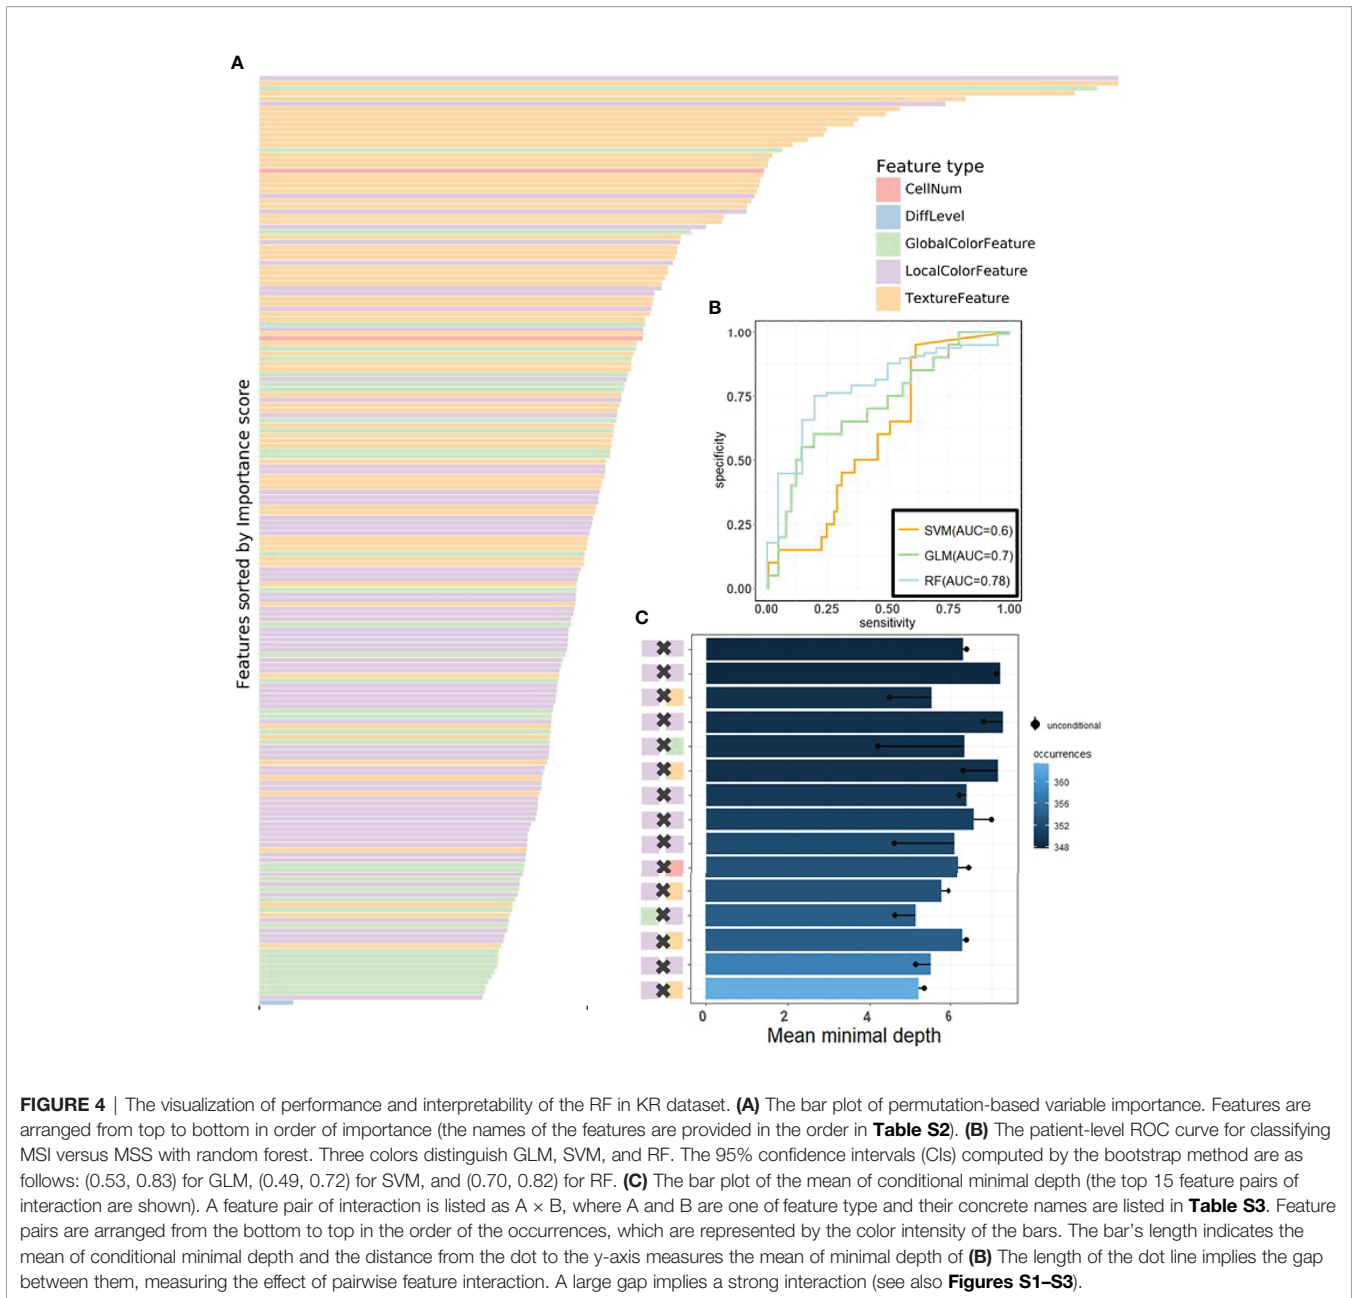 A
Features sorted by Importance score
Feature type
CellNum
DiffLevel
GlobalColorFeature
LocalColorFeature
TextureFeature
B
1.00
0.75
0.50
0.25
0.00
specificity
SVM(AUC=0.6)
GLM(AUC=0.7)
RF(AUC=0.78)
0.00 0.25 0.50 0.75 1.00
sensitivity
C
unconditional
occurrences
360
356
352
348
0 2 4 6
Mean minimal depth
FIGURE 4 | The visualization of performance and interpretability of the RF in KR dataset. (A) The bar plot of permutation-based variable importance. Features are
arranged from top to bottom in order of importance (the names of the features are provided in the order in Table S2). (B) The patient-level ROC curve for classifying
MSI versus MSS with random forest. Three colors distinguish GLM, SVM, and RF. The 95% confidence intervals (CIs) computed by the bootstrap method are as
follows: (0.53, 0.83) for GLM, (0.49, 0.72) for SVM, and (0.70, 0.82) for RF. (C) The bar plot of the mean of conditional minimal depth (the top 15 feature pairs of
interaction are shown). A feature pair of interaction is listed as A × B, where A and B are one of feature type and their concrete names are listed in Table S3. Feature
pairs are arranged from the bottom to top in the order of the occurrences, which are represented by the color intensity of the bars. The bar's length indicates the
mean of conditional minimal depth and the distance from the dot to the y-axis measures the mean of minimal depth of (B) The length of the dot line implies the gap
between them, measuring the effect of pairwise feature interaction. A large gap implies a strong interaction (see also Figures S1–S3).